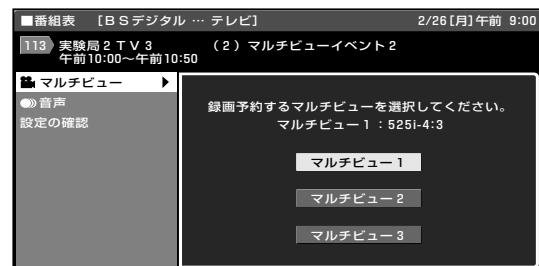 ■番組表 [BSデジタル … テレビ] 2/26[月]午前 9:00
113 実験局2TV3 (2)マルチビューイベント2
午前10:00~午前10:50
マルチビュー
音声
設定の確認
録画予約するマルチビューを選択してください。
マルチビュー1:525i-4:3
マルチビュー1
マルチビュー2
マルチビュー3